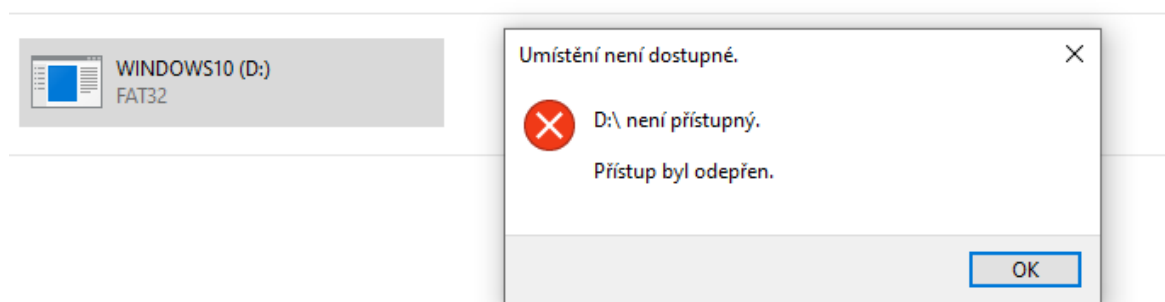 WINDOWS10 (D:)
FAT32
Umístění není dostupné.
D:\ není přístupný.
Přístup byl odepřen.
OK